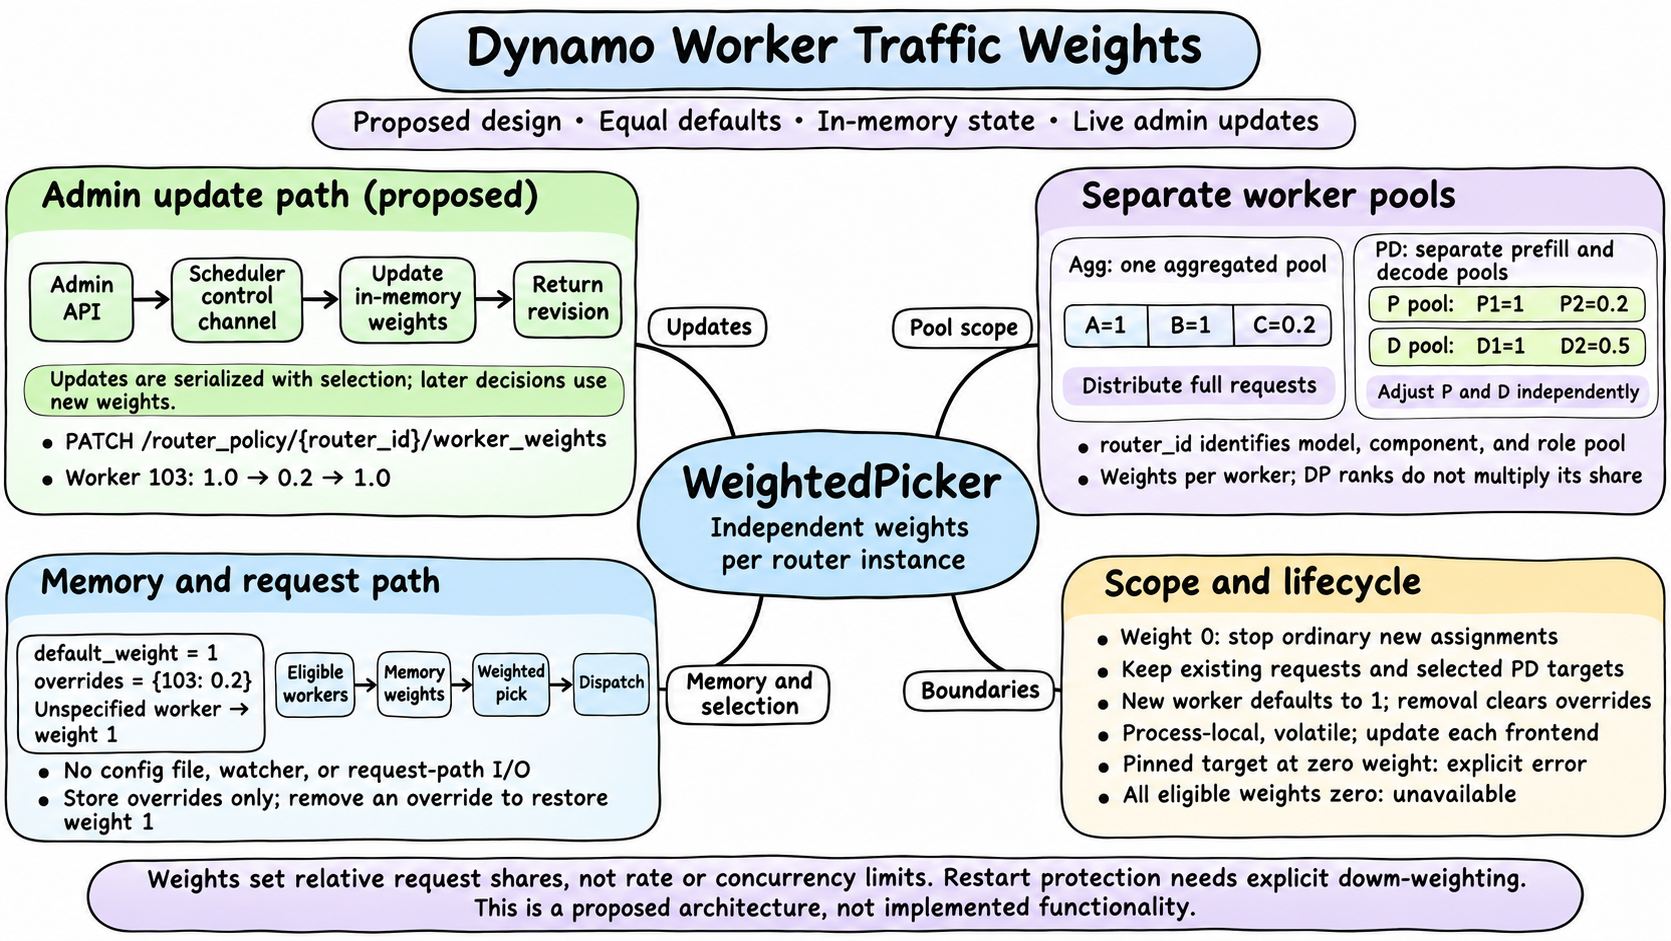 Dynamo Worker Traffic Weights
Proposed design • Equal defaults • In-memory state • Live admin updates
Admin update path (proposed)
Admin
API
Scheduler
control
channel
Update
in-memory
weights
Return
revision
Updates are serialized with selection; later decisions use
new weights.
• PATCH /router_policy/{router_id}/worker_weights
• Worker 103: 1.0 → 0.2 → 1.0
Updates
Pool scope
Separate worker pools
Agg: one aggregated pool
A=1 B=1 C=0.2
Distribute full requests
PD: separate prefill and
decode pools
P pool: P1=1 P2=0.2
D pool: D1=1 D2=0.5
Adjust P and D independently
• router_id identifies model, component, and role pool
• Weights per worker; DP ranks do not multiply its share
WeightedPicker
Independent weights
per router instance
Memory and request path
default_weight = 1
overrides = {103: 0.2}
Unspecified worker →
weight 1
Eligible
workers
Memory
weights
Weighted
pick
Dispatch
• No config file, watcher, or request-path I/O
• Store overrides only; remove an override to restore
weight 1
Memory and
selection
Boundaries
Scope and lifecycle
• Weight 0: stop ordinary new assignments
• Keep existing requests and selected PD targets
• New worker defaults to 1; removal clears overrides
• Process-local, volatile; update each frontend
• Pinned target at zero weight: explicit error
• All eligible weights zero: unavailable
Weights set relative request shares, not rate or concurrency limits. Restart protection needs explicit dowm-weighting.
This is a proposed architecture, not implemented functionality.